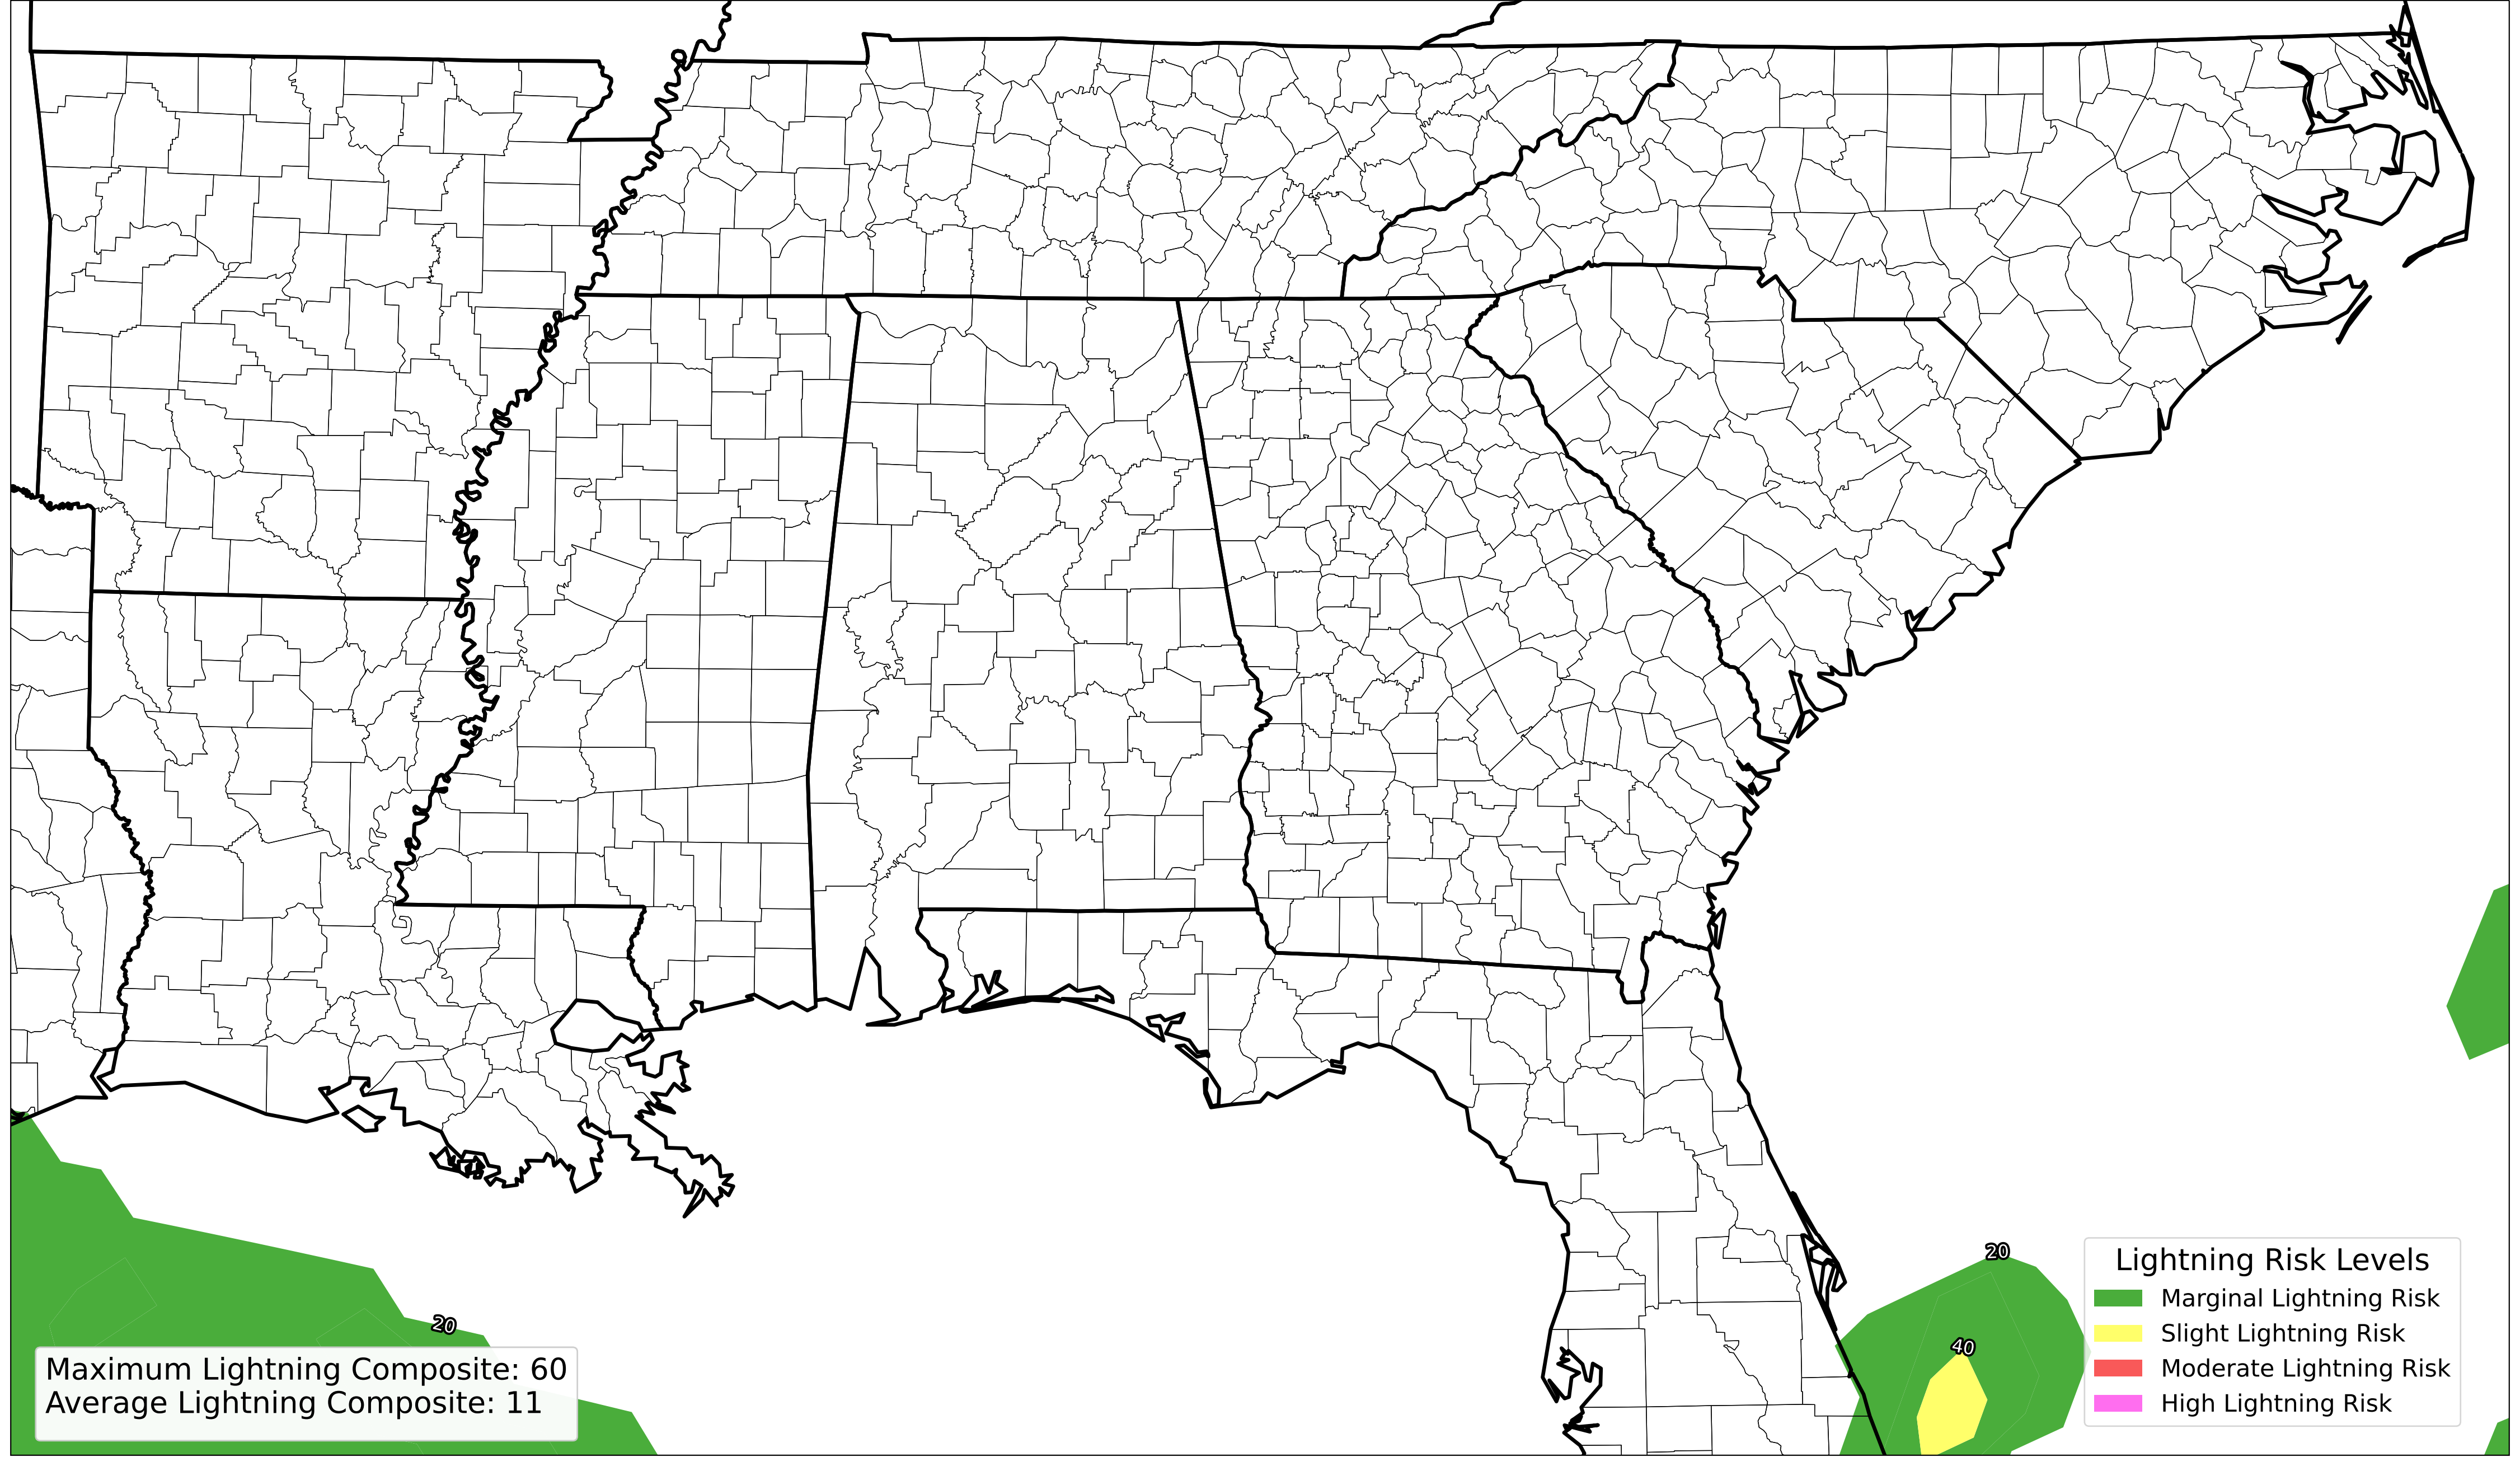 20
40
20
Maximum Lightning Composite: 60
Average Lightning Composite: 11
Lightning Risk Levels
Marginal Lightning Risk
Slight Lightning Risk
Moderate Lightning Risk
High Lightning Risk